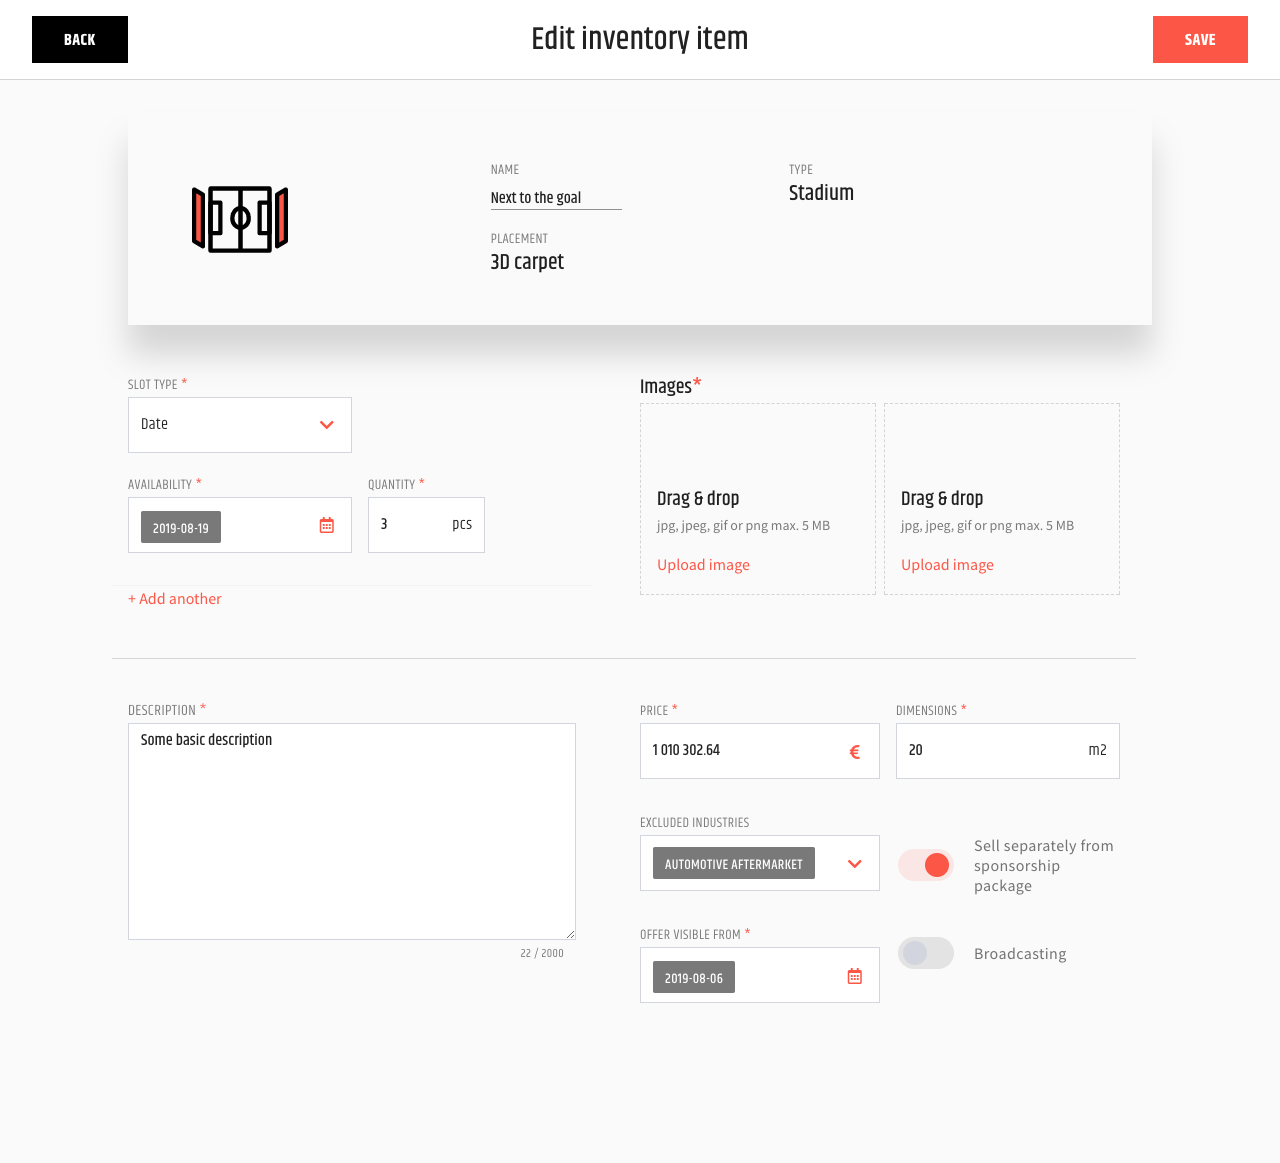 BACK
Edit inventory item
SAVE
NAME
Next to the goal
TYPE
Stadium
PLACEMENT
3D carpet
SLOT TYPE *
Date
AVAILABILITY *
2019-08-19
QUANTITY *
3 pcs
+ Add another
Images*
Drag & drop
jpg, jpeg, gif or png max. 5 MB
Upload image
Drag & drop
jpg, jpeg, gif or png max. 5 MB
Upload image
DESCRIPTION *
Some basic description
22 / 2000
PRICE *
1 010 302.64 €
DIMENSIONS *
20 m2
EXCLUDED INDUSTRIES
AUTOMOTIVE AFTERMARKET
Sell separately from
sponsorship
package
OFFER VISIBLE FROM *
2019-08-06
Broadcasting